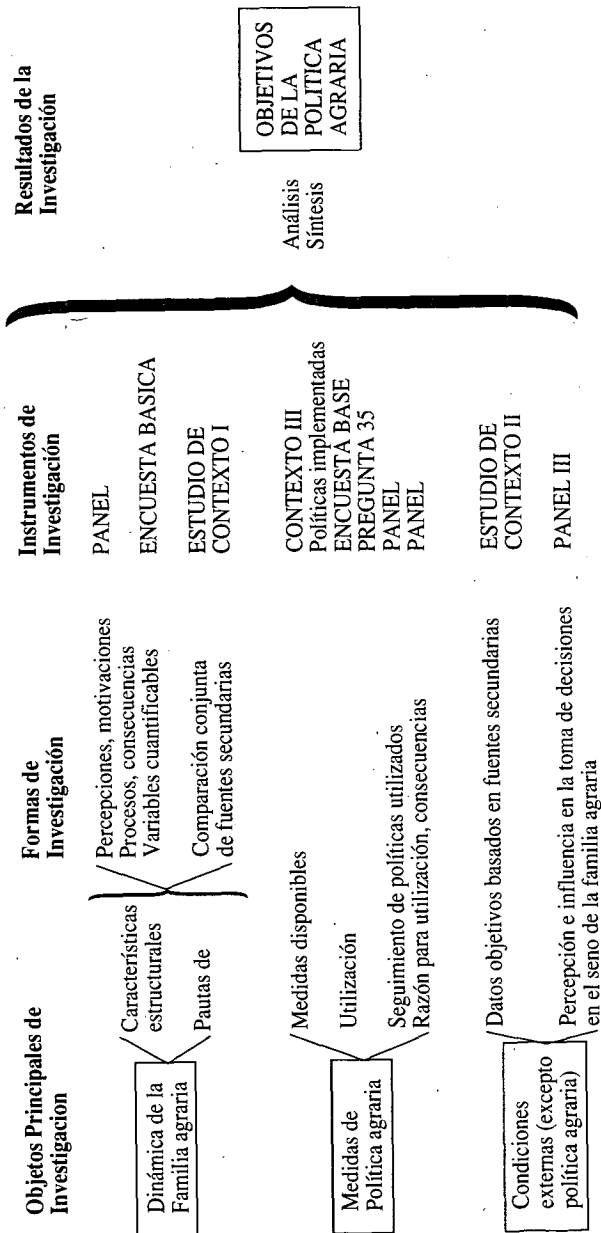 Objetos Principales de
Investigacion
Formas de
Investigación
Instrumentos de
Investigación
Resultados de la
Investigación
Dinámica de la
Familia agraria
Características
estructurales
Pautas de
Percepciones, motivaciones
Procesos, consecuencias
Variables cuantificables
Comparación conjunta
de fuentes secundarias
PANEL
ENCUESTA BASICA
ESTUDIO DE
CONTEXTO I
Medidas de
Política agraria
Medidas disponibles
Utilización
Seguimiento de políticas utilizados
Razón para utilización, consecuencias
CONTEXTO III
Políticas implementadas
ENCUESTA BASE
PREGUNTA 35
PANEL
PANEL
Condiciones
externas (excepto
política agraria)
Datos objetivos basados en fuentes secundarias
Percepción e influencia en la toma de decisiones
en el seno de la familia agraria
ESTUDIO DE
CONTEXTO II
PANEL III
Análisis
Síntesis
OBJETIVOS
DE LA
POLITICA
AGRARIA